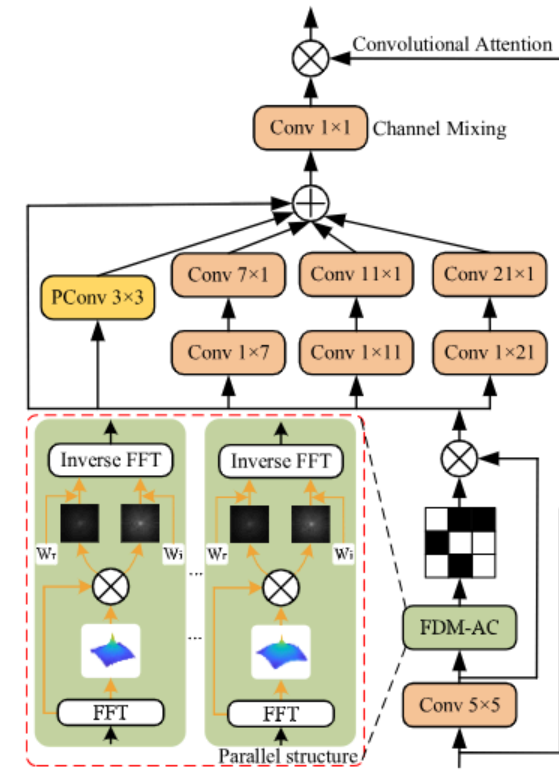 Convolutional Attention
Conv 1×1
Channel Mixing
PConv 3×3
Conv 7×1
Conv 11×1
Conv 21×1
Conv 1×7
Conv 1×11
Conv 1×21
Inverse FFT
Inverse FFT
Wr
Wi
Wr
Wi
...
...
FDM-AC
FFT
FFT
Conv 5×5
Parallel structure